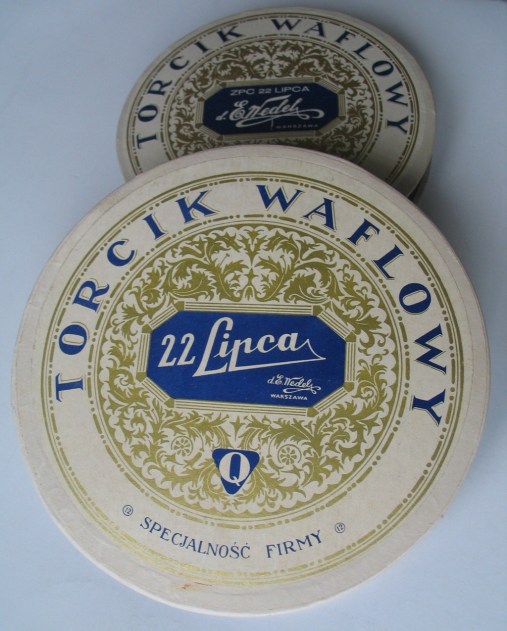 TORCIK WAFLOWY
ZPC 22 LIPCA
d. E. Wedel
WARSZAWA
TORCIK WAFLOWY
22 Lipca
d. E. Wedel
WARSZAWA
Q
SPECJALNOŚĆ FIRMY